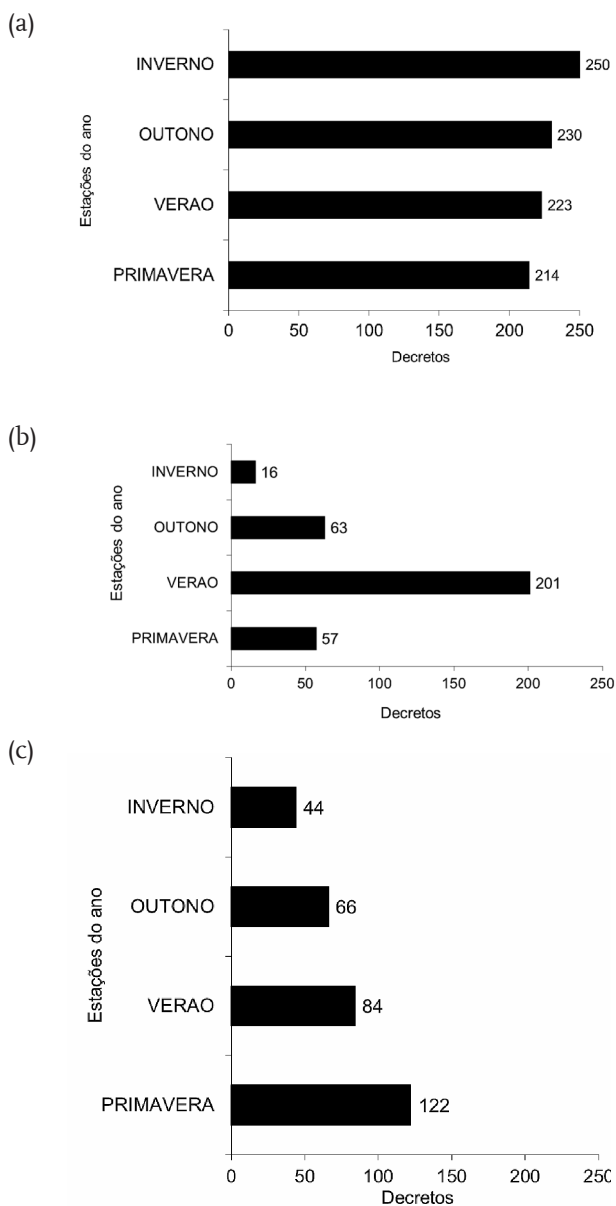 (a)
INVERNO 250
OUTONO 230
VERAO 223
PRIMAVERA 214
Estações do ano
0 50 100 150 200 250
Decretos
(b)
INVERNO 16
OUTONO 63
VERAO 201
PRIMAVERA 57
Estações do ano
0 50 100 150 200 250
Decretos
(c)
INVERNO 44
OUTONO 66
VERAO 84
PRIMAVERA 122
Estações do ano
0 50 100 150 200 250
Decretos